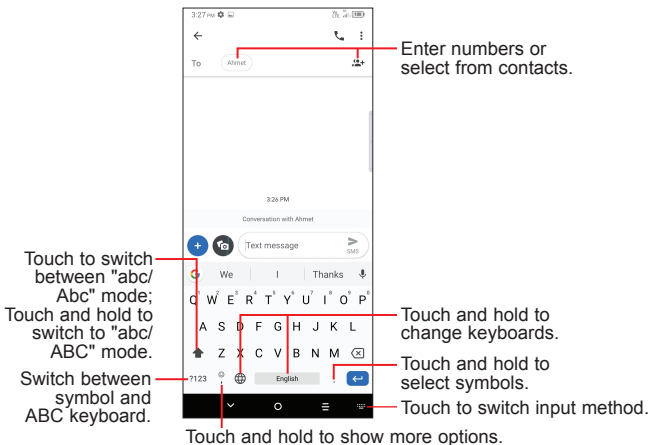 3:27 PM
To
Ahmet
Enter numbers or
select from contacts.
3:26 PM
Conversation with Ahmet
Text message
SMS
We
I
Thanks
Q W E R T Y U I O P
A S D F G H J K L
Z X C V B N M
?123
English
Touch to switch
between "abc/
Abc" mode;
Touch and hold to
switch to "abc/
ABC" mode.
Switch between
symbol and
ABC keyboard.
Touch and hold to
change keyboards.
Touch and hold to
select symbols.
Touch to switch input method.
Touch and hold to show more options.